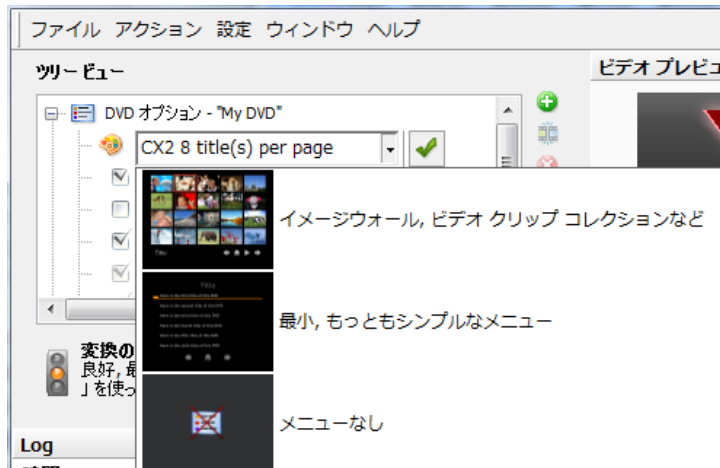 ファイル アクション 設定 ウィンドウ ヘルプ
ツリー ビュー
ビデオ プレビュ
DVD オプション - "My DVD"
CX2 8 title(s) per page
イメージウォール, ビデオ クリップ コレクションなど
Title
Title
最小, もっともシンプルなメニュー
変換の
良好, 最
」を使っ
メニューなし
Log